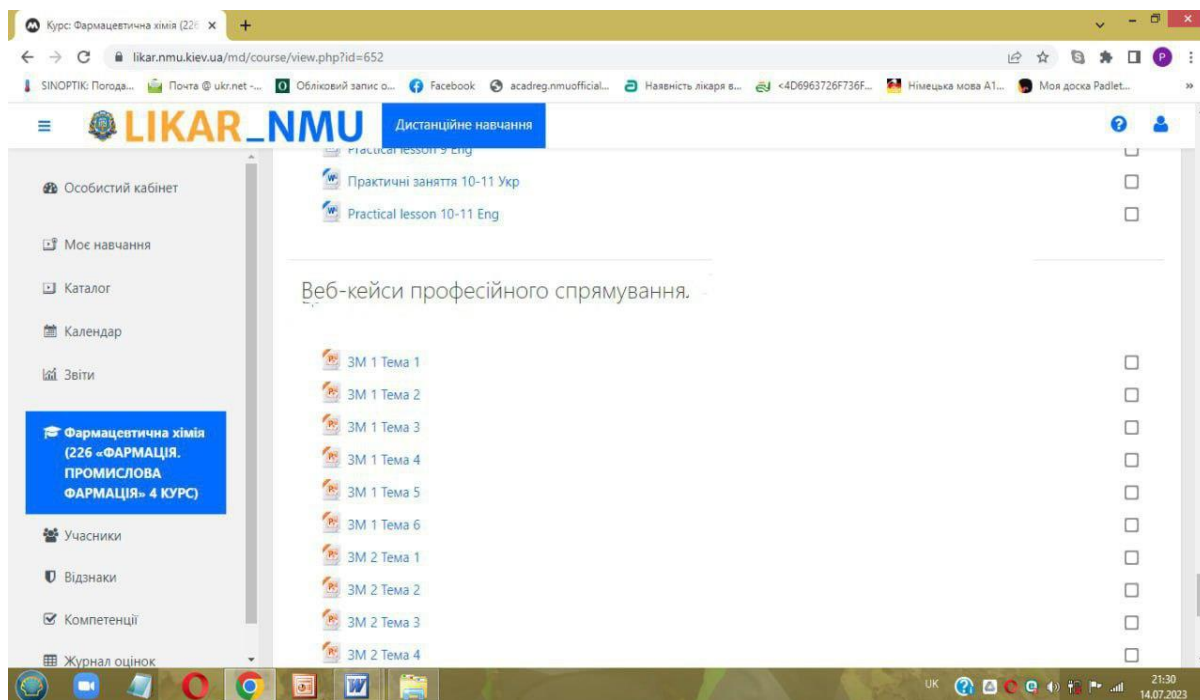 Курс: Фармацевтична хімія (226
likar.nmu.kiev.ua/md/course/view.php?id=652
P
SINOPTIK: Погода...
Почта @ ukr.net -...
Обліковий запис о...
Facebook
acadreg.nmuofficial...
Наявність лікаря в...
<4D6963726F736F...
Німецька мова А1...
Моя доска Padlet...
»
LIKAR_NMU
Дистанційне навчання
Practical lesson 9 Eng
Практичні заняття 10-11 Укр
Practical lesson 10-11 Eng
Особистий кабінет
Моє навчання
Каталог
Календар
Звіти
Фармацевтична хімія
(226 «ФАРМАЦІЯ.
ПРОМИСЛОВА
ФАРМАЦІЯ» 4 КУРС)
Учасники
Відзнаки
Компетенції
Журнал оцінок
Веб-кейси професійного спрямування.
ЗМ 1 Тема 1
ЗМ 1 Тема 2
ЗМ 1 Тема 3
ЗМ 1 Тема 4
ЗМ 1 Тема 5
ЗМ 1 Тема 6
ЗМ 2 Тема 1
ЗМ 2 Тема 2
ЗМ 2 Тема 3
ЗМ 2 Тема 4
UK
21:30
14.07.2023